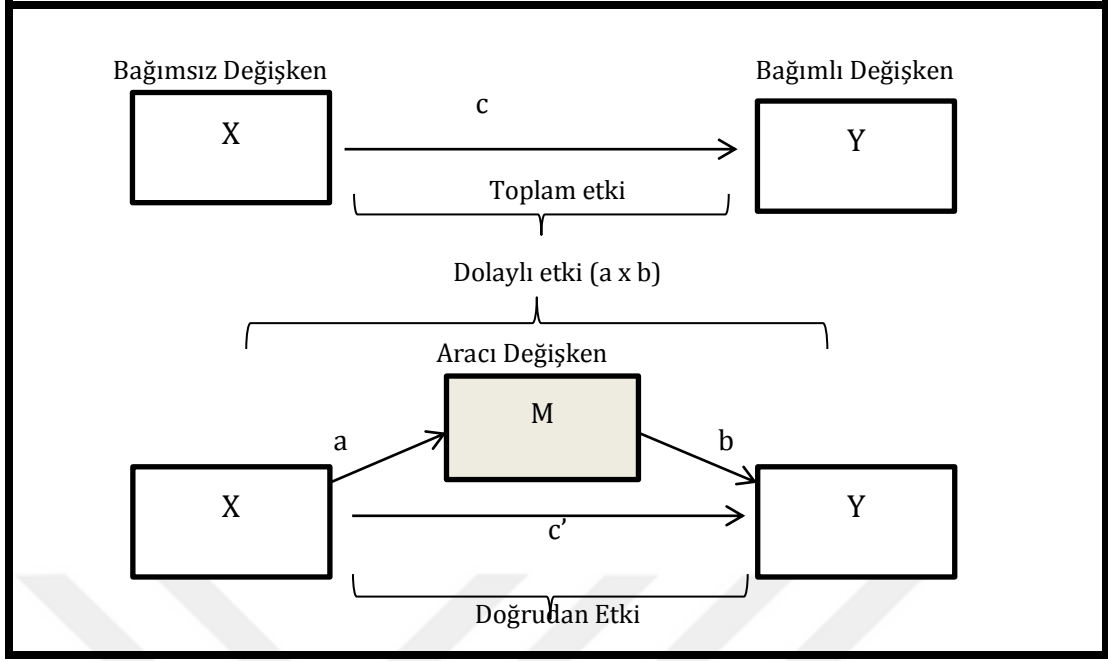 Bağımsız Değişken
Bağımlı Değişken
c
X
Y
Toplam etki
Dolaylı etki (a x b)
Aracı Değişken
M
a
b
X
Y
c’
Doğrudan Etki